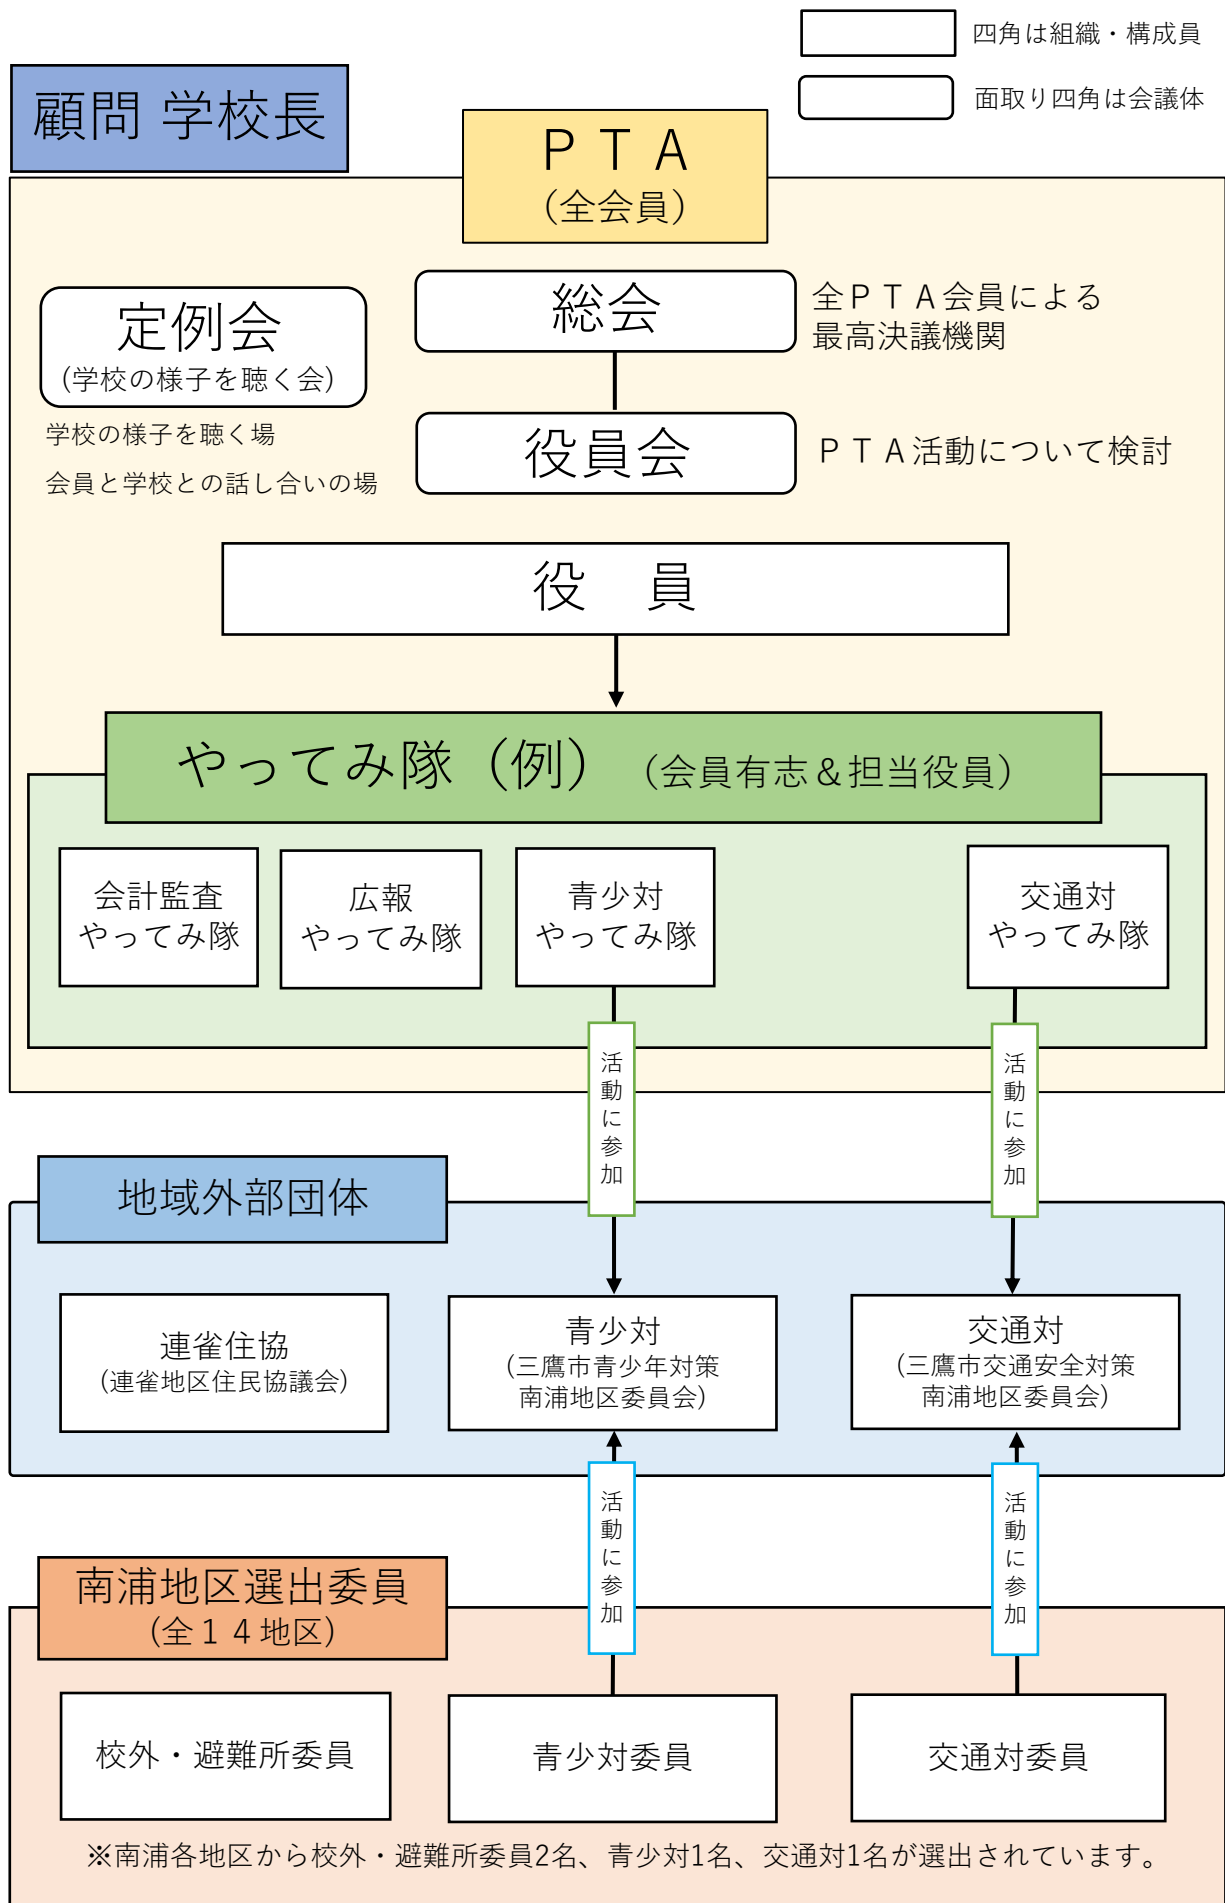 四角は組織・構成員
面取り四角は会議体
顧問 学校長
ＰＴＡ
(全会員)
総会
全ＰＴＡ会員による
最高決議機関
定例会
(学校の様子を聴く会)
学校の様子を聴く場
会員と学校との話し合いの場
役員会
ＰＴＡ活動について検討
役　員
やってみ隊（例）（会員有志＆担当役員）
会計監査
やってみ隊
広報
やってみ隊
青少対
やってみ隊
交通対
やってみ隊
活動に参加
活動に参加
地域外部団体
連雀住協
(連雀地区住民協議会)
青少対
(三鷹市青少年対策
南浦地区委員会)
交通対
(三鷹市交通安全対策
南浦地区委員会)
活動に参加
活動に参加
南浦地区選出委員
(全１４地区)
校外・避難所委員
青少対委員
交通対委員
※南浦各地区から校外・避難所委員2名、青少対1名、交通対1名が選出されています。